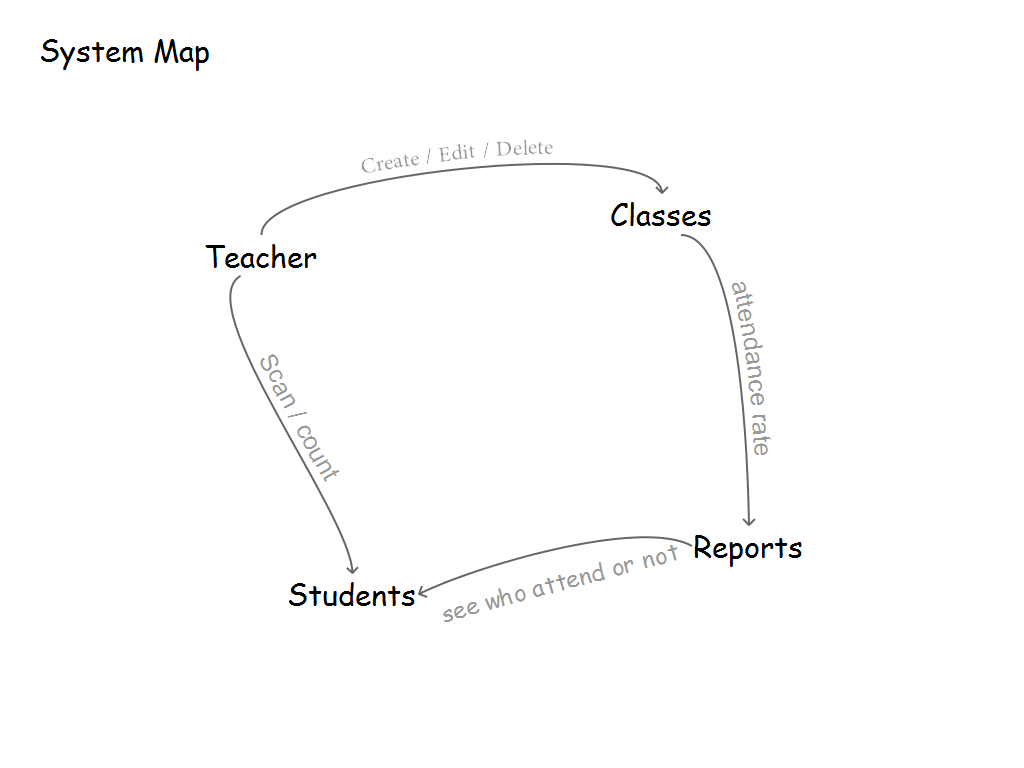 System Map
Create / Edit / Delete
Classes
Teacher
attendance rate
Scan / count
Reports
see who attend or not
Students